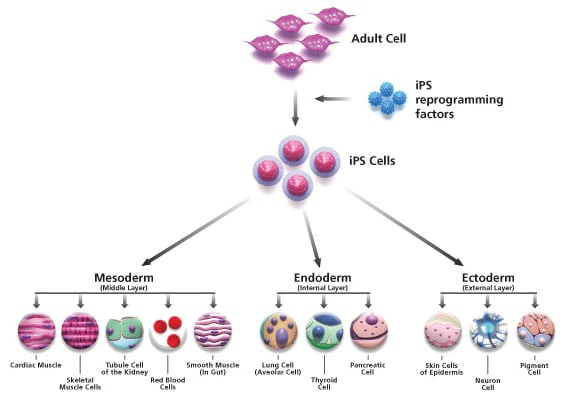 Adult Cell
iPS
reprogramming
factors
iPS Cells
Mesoderm
(Middle Layer)
Endoderm
(Internal Layer)
Ectoderm
(External Layer)
Cardiac Muscle
Skeletal
Muscle Cells
Tubule Cell
of the Kidney
Red Blood
Cells
Smooth Muscle
(In Gut)
Lung Cell
(Aveolar Cell)
Thyroid
Cell
Pancreatic
Cell
Skin Cells
of Epidermis
Neuron
Cell
Pigment
Cell